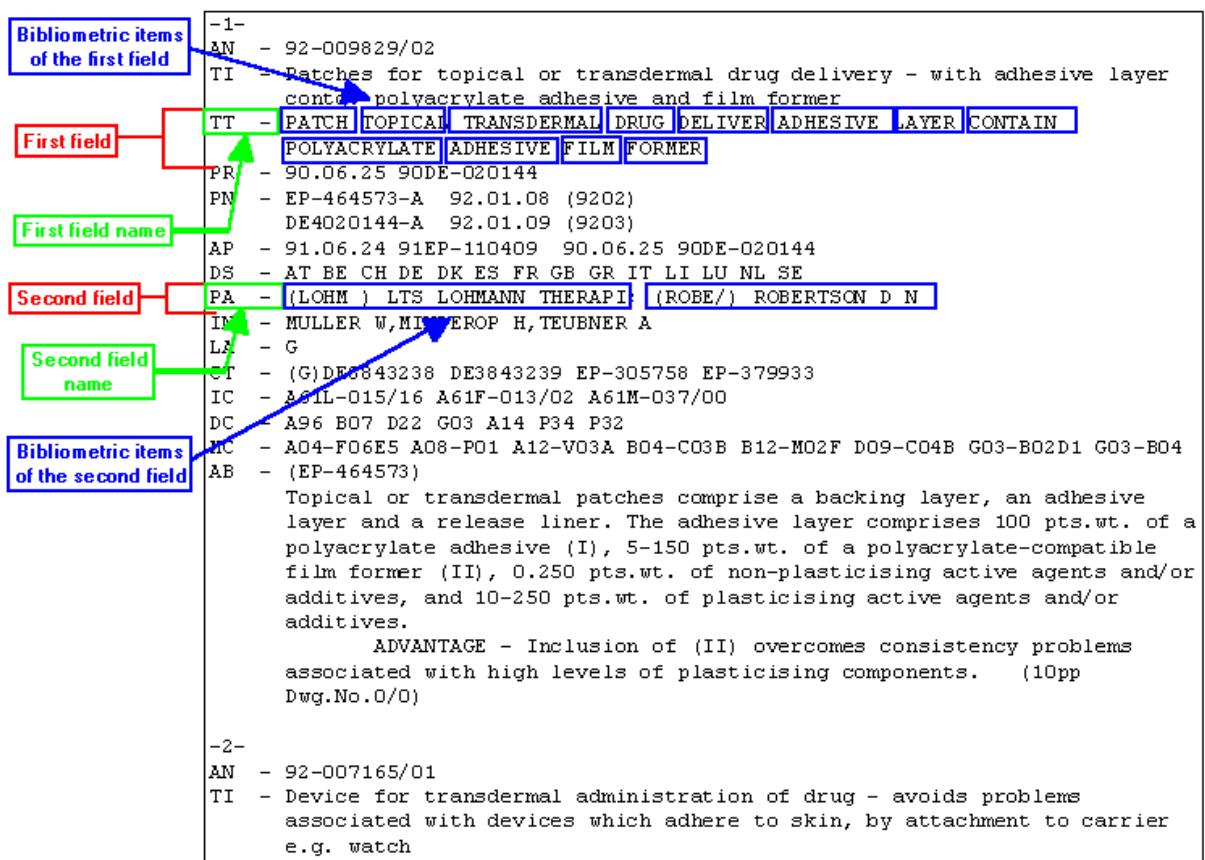 Bibliometric items
of the first field
First field
First field name
Second field
Second field
name
Bibliometric items
of the second field
-1-
AN - 92-009829/02
TI - Patches for topical or transdermal drug delivery - with adhesive layer
contg. polyacrylate adhesive and film former
TT - PATCH TOPICAL TRANSDERMAL DRUG DELIVER ADHESIVE LAYER CONTAIN
POLYACRYLATE ADHESIVE FILM FORMER
PR - 90.06.25 90DE-020144
PN - EP-464573-A 92.01.08 (9202)
DE4020144-A 92.01.09 (9203)
AP - 91.06.24 91EP-110409 90.06.25 90DE-020144
DS - AT BE CH DE DK ES FR GB GR IT LI LU NL SE
PA - (LOHM ) LTS LOHMANN THERAPI; (ROBE/) ROBERTSON D N
IN - MULLER W, H,TEUBNER A
LA - G
CT - (G)DE3843238 DE3843239 EP-305758 EP-379933
IC - A61L-015/16 A61F-013/02 A61M-037/00
DC - A96 B07 D22 G03 A14 P34 P32
MC - A04-F06E5 A08-P01 A12-V03A B04-C03B B12-M02F D09-C04B G03-B02D1 G03-B04
AB - (EP-464573)
Topical or transdermal patches comprise a backing layer, an adhesive
layer and a release liner. The adhesive layer comprises 100 pts.wt. of a
polyacrylate adhesive (I), 5-150 pts.wt. of a polyacrylate-compatible
film former (II), 0.250 pts.wt. of non-plasticising active agents and/or
additives, and 10-250 pts.wt. of plasticising active agents and/or
additives.
ADVANTAGE - Inclusion of (II) overcomes consistency problems
associated with high levels of plasticising components. (10pp
Dwg.No.0/0)
-2-
AN - 92-007165/01
TI - Device for transdermal administration of drug - avoids problems
associated with devices which adhere to skin, by attachment to carrier
e.g. watch